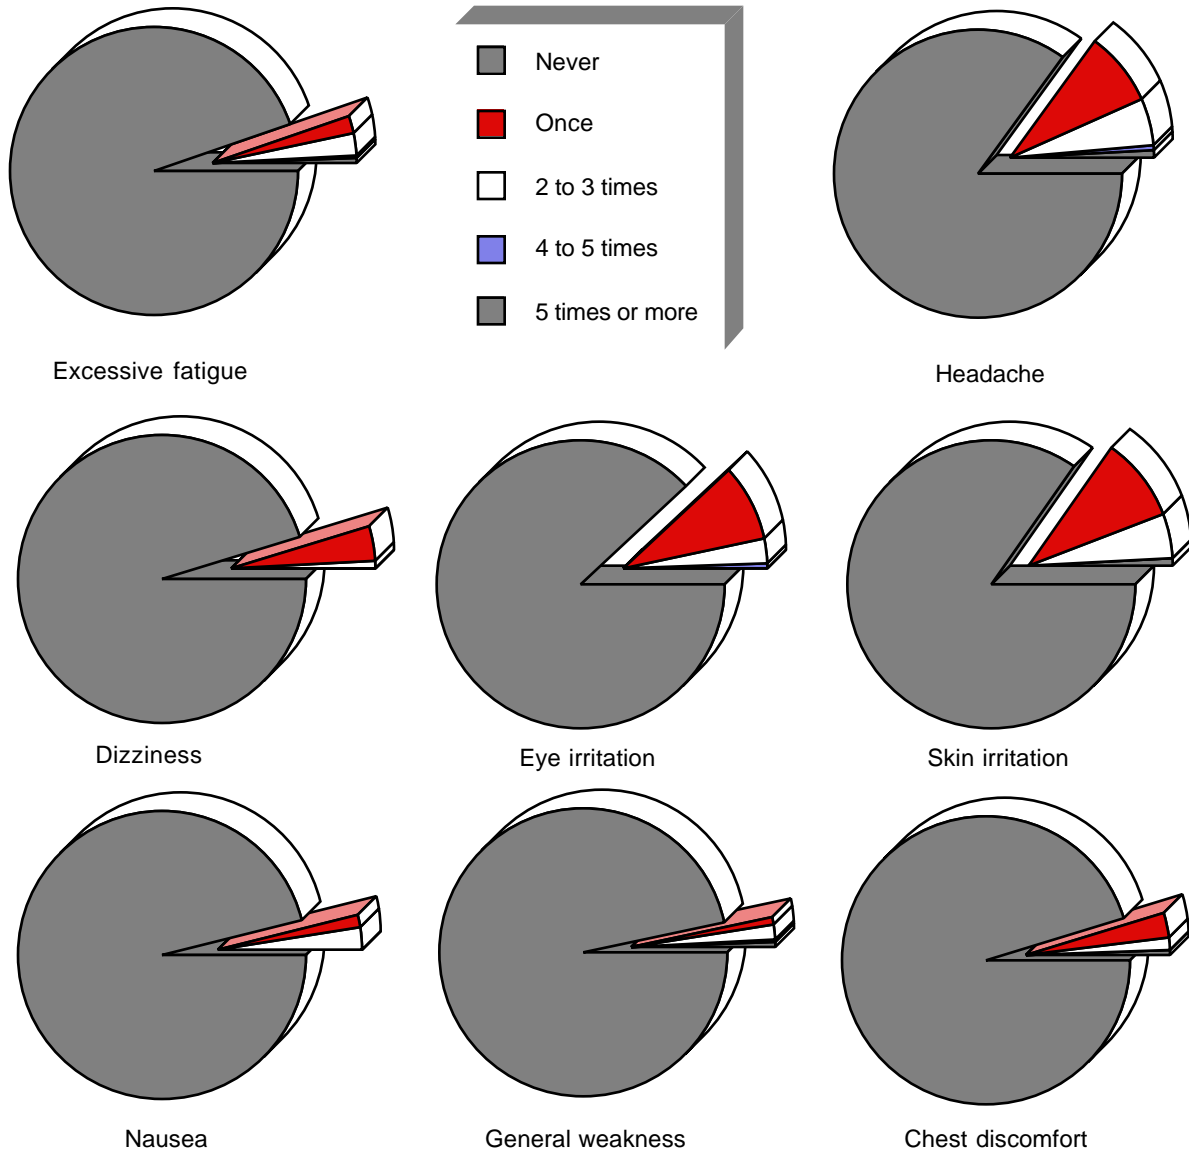 Never
Once
2 to 3 times
4 to 5 times
5 times or more
Excessive fatigue
Headache
Dizziness
Eye irritation
Skin irritation
Nausea
General weakness
Chest discomfort